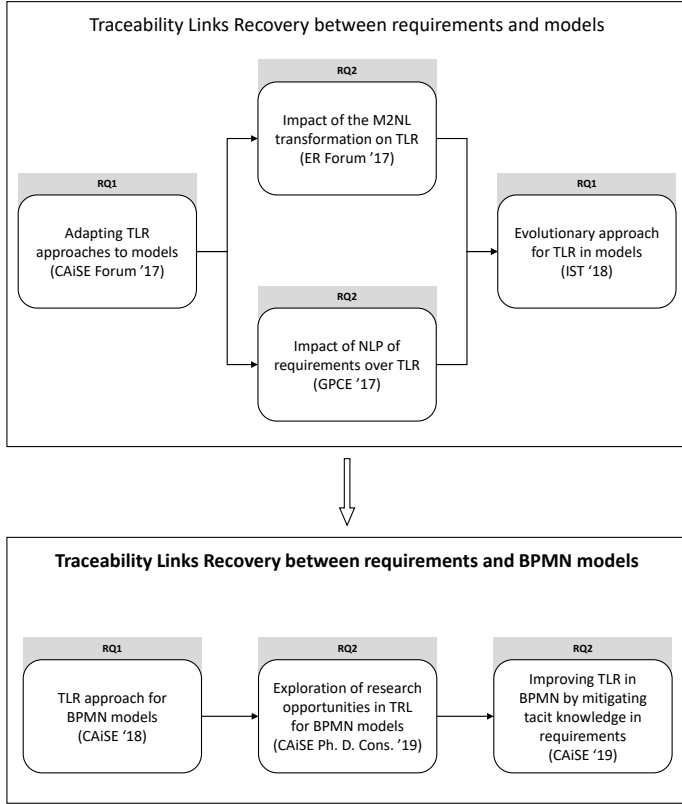 Traceability Links Recovery between requirements and models
RQ2
Impact of the M2NL
transformation on TLR
(ER Forum ’17)
RQ1
Adapting TLR
approaches to models
(CAiSE Forum ’17)
RQ1
Evolutionary approach
for TLR in models
(IST ‘18)
RQ2
Impact of NLP of
requirements over TLR
(GPCE ’17)
Traceability Links Recovery between requirements and BPMN models
RQ1
TLR approach for
BPMN models
(CAiSE ‘18)
RQ2
Exploration of research
opportunities in TRL
for BPMN models
(CAiSE Ph. D. Cons. ’19)
RQ2
Improving TLR in
BPMN by mitigating
tacit knowledge in
requirements
(CAiSE ’19)